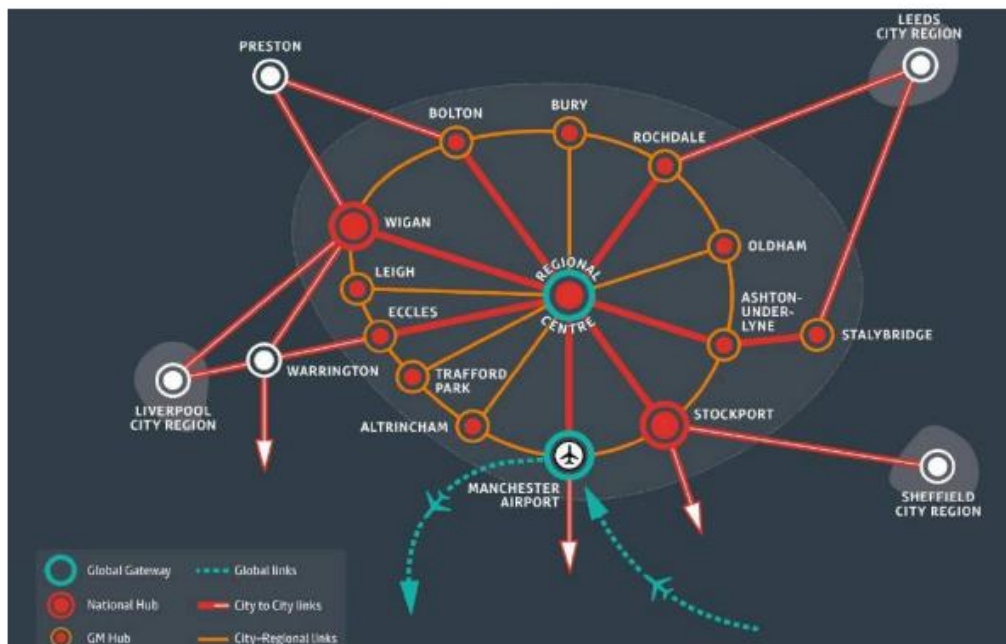 LEEDS
CITY REGION
PRESTON
BURY
BOLTON
ROCHDALE
WIGAN
OLDHAM
REGIONAL
CENTRE
LEIGH
ECCLES
ASHTON-
UNDER-
LYNE
STALYBRIDGE
WARRINGTON
TRAFFORD
PARK
LIVERPOOL
CITY REGION
ALTRINCHAM
STOCKPORT
MANCHESTER
AIRPORT
SHEFFIELD
CITY REGION
Global Gateway
Global links
National Hub
City to City links
GM Hub
City-Regional links